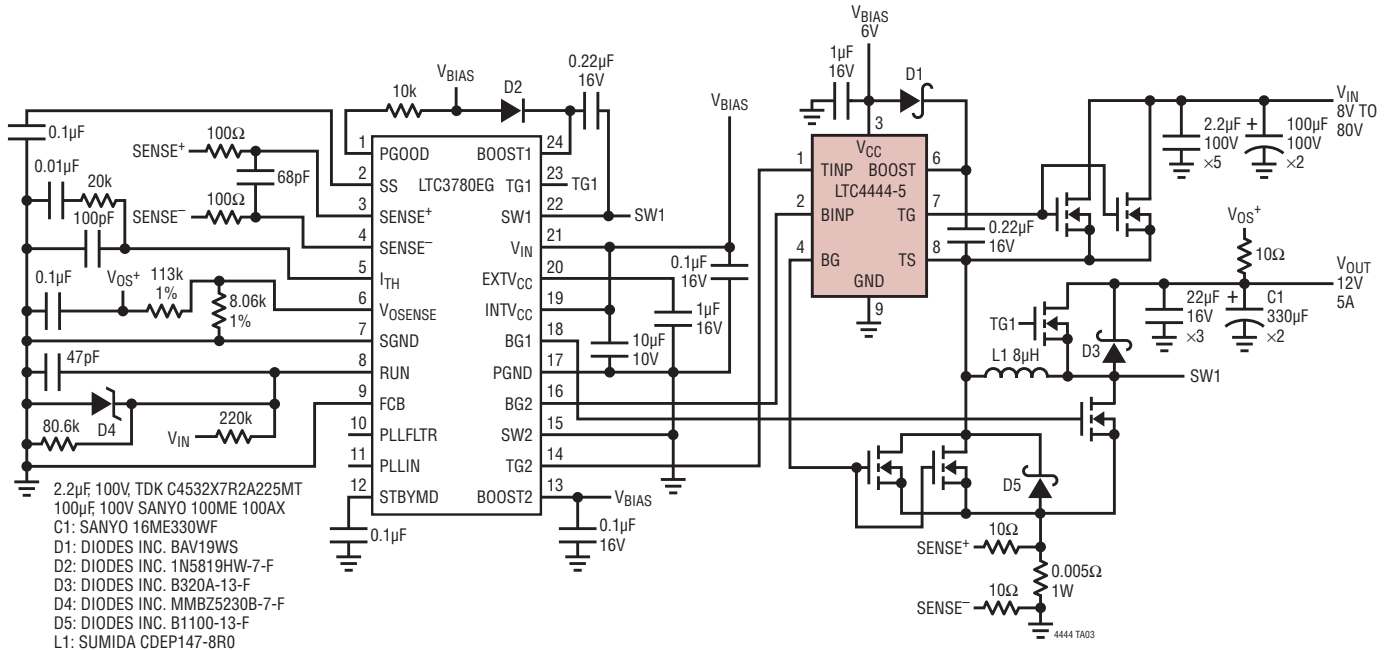 VBIAS
6V
1µF
16V
D1
3
VCC
1
TINP
BOOST
6
LTC4444-5
2
BINP
TG
7
4
BG
TS
8
GND
9
0.22µF
16V
VIN
8V TO
80V
2.2µF
100V
×5
+
100µF
100V
×2
VOS+
10Ω
VOUT
12V
5A
22µF
16V
×3
+
C1
330µF
×2
TG1
D3
L1 8µH
SW1
D5
SENSE+
10Ω
0.005Ω
1W
SENSE−
10Ω
4444 TA03
0.1µF
0.01µF
20k
100pF
SENSE+
100Ω
68pF
SENSE−
100Ω
0.1µF
VOS+
113k
1%
8.06k
1%
47pF
D4
80.6k
VIN
220k
10k
VBIAS
D2
0.22µF
16V
VBIAS
LTC3780EG
1
PGOOD
BOOST1
24
2
SS
TG1
23
TG1
3
SENSE+
SW1
22
SW1
4
SENSE−
VIN
21
5
ITH
EXTVCC
20
6
VOSENSE
INTVCC
19
7
SGND
BG1
18
8
RUN
PGND
17
9
FCB
BG2
16
10
PLLFLTR
SW2
15
11
PLLIN
TG2
14
12
STBYMD
BOOST2
13
0.1µF
16V
1µF
16V
10µF
10V
VBIAS
0.1µF
16V
0.1µF
2.2µF, 100V, TDK C4532X7R2A225MT
100µF, 100V SANYO 100ME 100AX
C1: SANYO 16ME330WF
D1: DIODES INC. BAV19WS
D2: DIODES INC. 1N5819HW-7-F
D3: DIODES INC. B320A-13-F
D4: DIODES INC. MMBZ5230B-7-F
D5: DIODES INC. B1100-13-F
L1: SUMIDA CDEP147-8R0